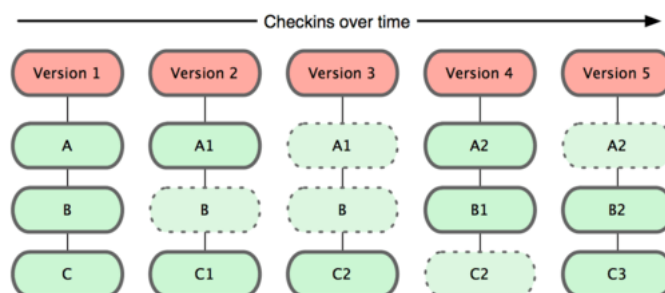 Checkins over time
Version 1 Version 2 Version 3 Version 4 Version 5
A A1 A1 A2 A2
B B B B1 B2
C C1 C2 C2 C3